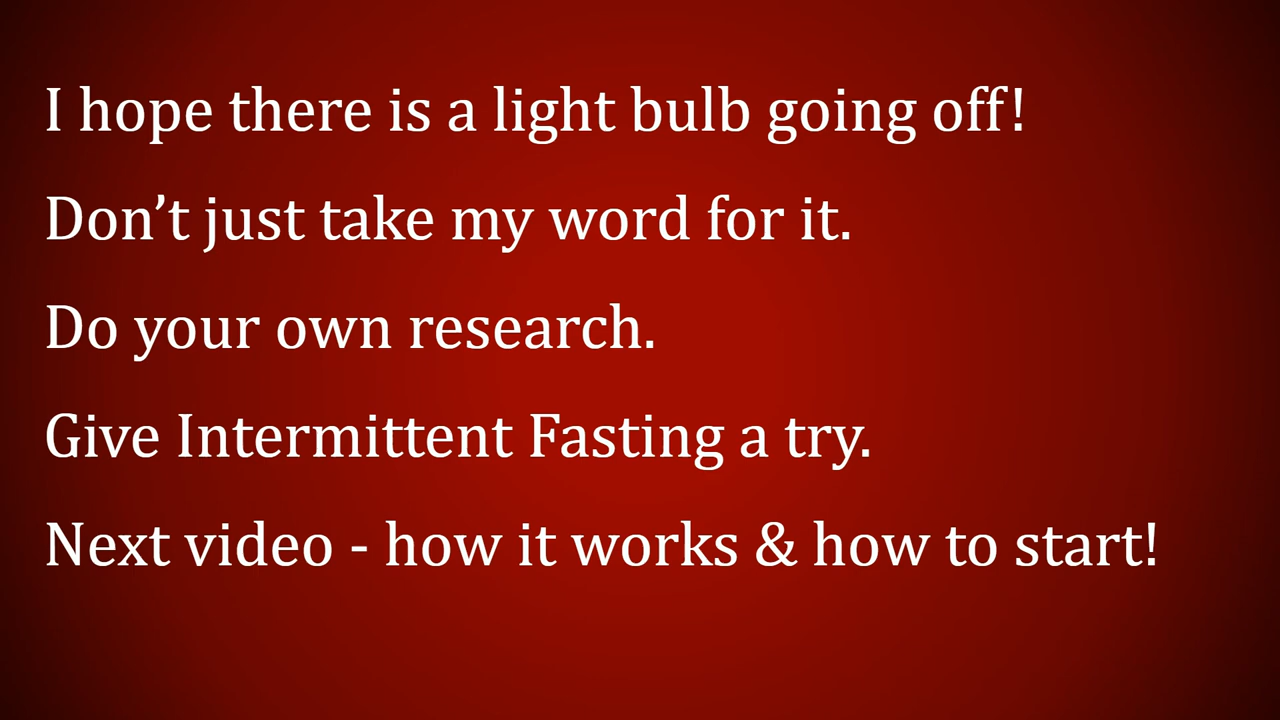 I hope there is a light bulb going off!
Don’t just take my word for it.
Do your own research.
Give Intermittent Fasting a try.
Next video - how it works & how to start!